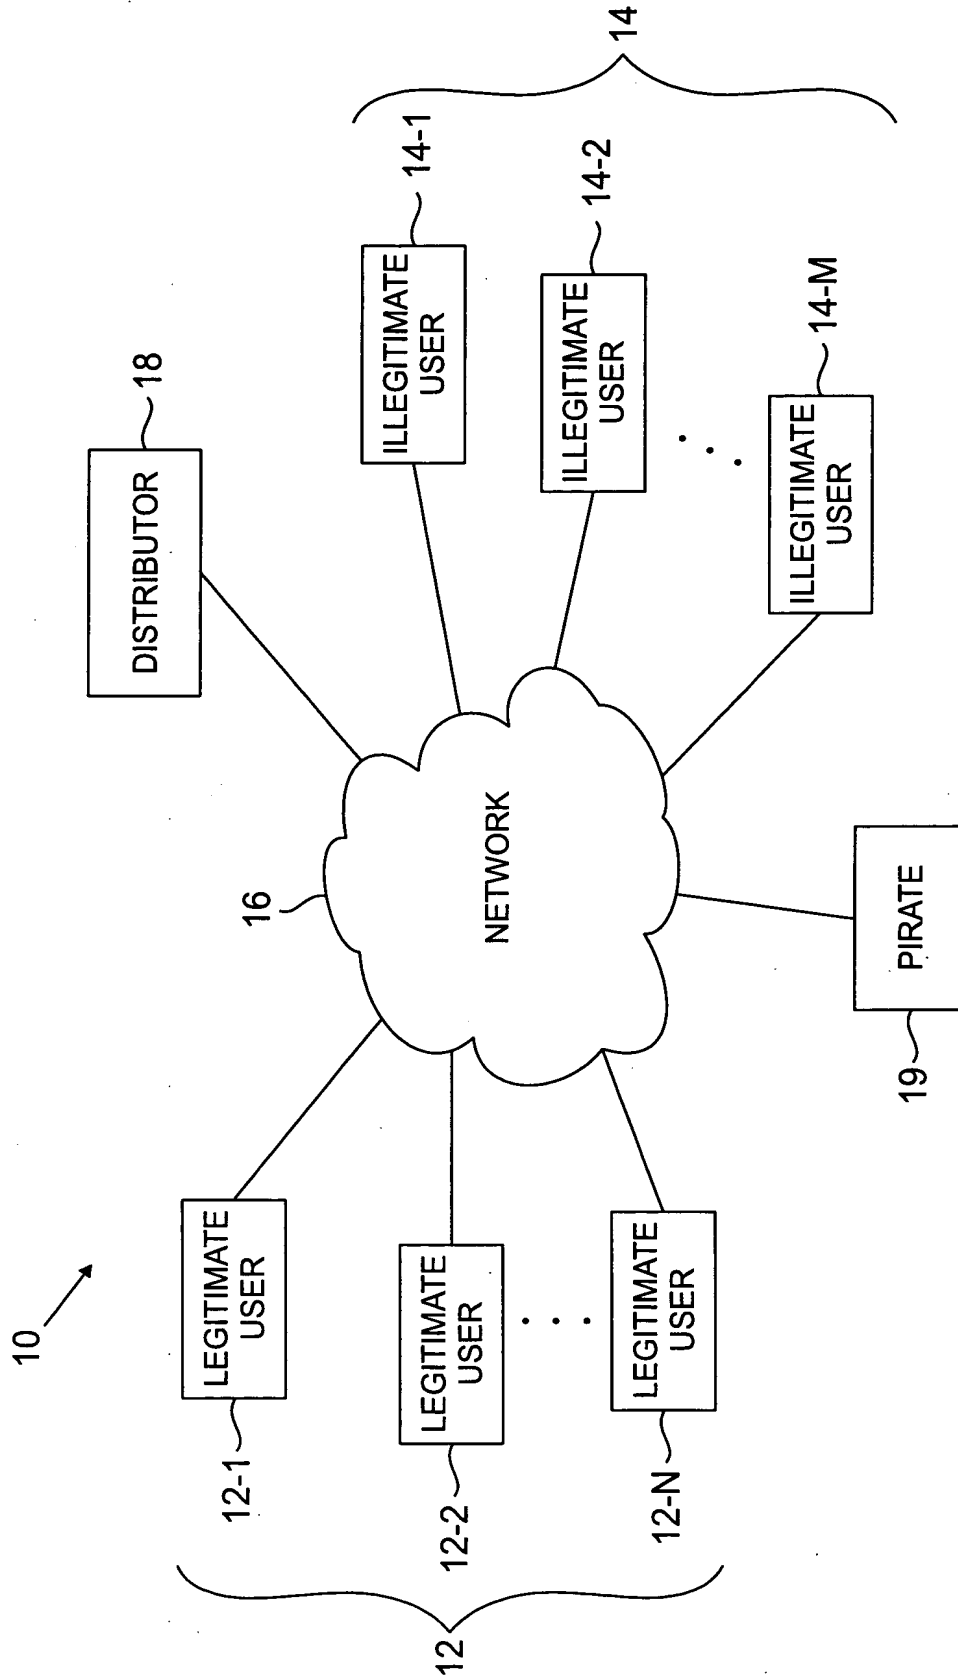 10
DISTRIBUTOR
18
12-1
LEGITIMATE
USER
16
ILLEGITIMATE
USER
14-1
12
12-2
LEGITIMATE
USER
NETWORK
ILLEGITIMATE
USER
14-2
14
12-N
LEGITIMATE
USER
ILLEGITIMATE
USER
14-M
19
PIRATE